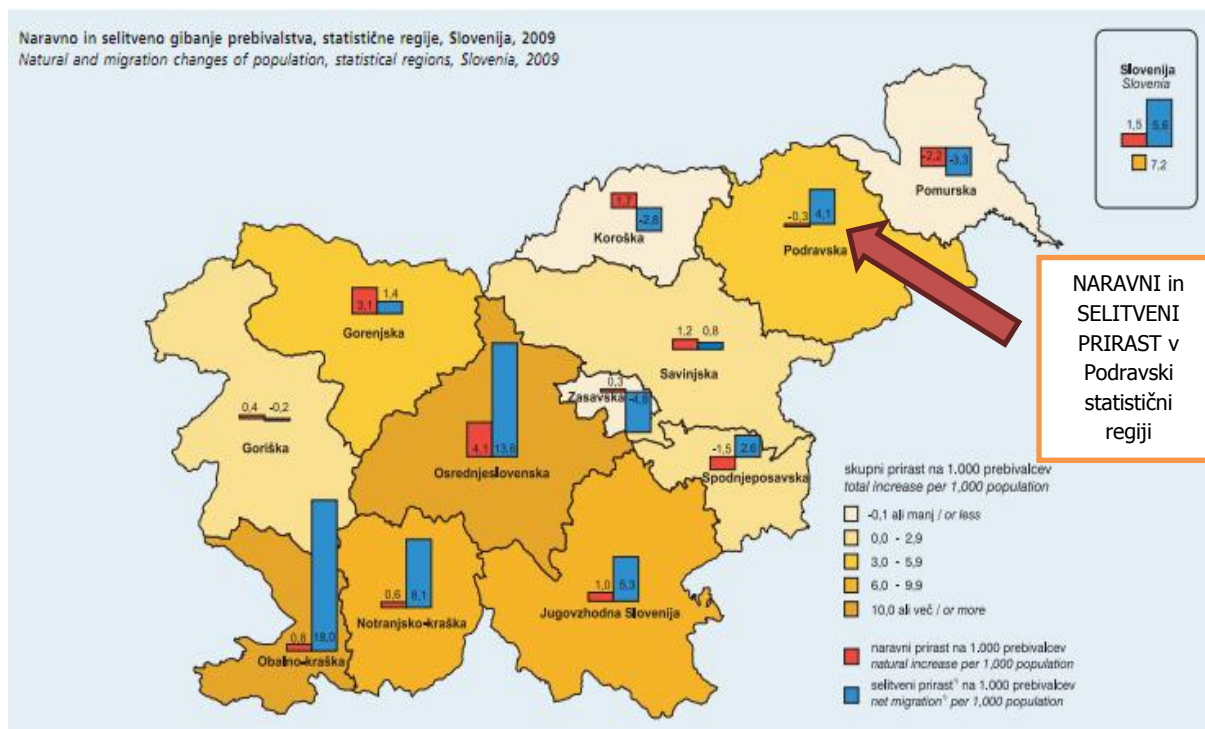 Naravno in selitveno gibanje prebivalstva, statistične regije, Slovenija, 2009
Natural and migration changes of population, statistical regions, Slovenia, 2009
Slovenija
Slovenia
1,5
5,6
7,2
-2,2
-3,3
Pomurska
1,7
-2,8
Koroška
-0,3
4,1
Podravska
NARAVNI in
SELITVENI
PRIRAST v
Podravski
statistični
regiji
3,1
1,4
Gorenjska
1,2
0,8
Savinjska
0,3
Zasavska
-4,8
0,4
-0,2
Goriška
4,1
13,6
Osrednjeslovenska
-1,5
2,6
Spodnjeposavska
0,6
8,1
Notranjsko-kraška
1,0
5,3
Jugovzhodna Slovenija
0,8
18,0
Obalno-kraška
skupni prirast na 1.000 prebivalcev
total increase per 1,000 population
-0,1 ali manj / or less
0,0 - 2,9
3,0 - 5,9
6,0 - 9,9
10,0 ali več / or more
naravni prirast na 1.000 prebivalcev
natural increase per 1,000 population
selitveni prirast¹⁾ na 1.000 prebivalcev
net migration¹⁾ per 1,000 population